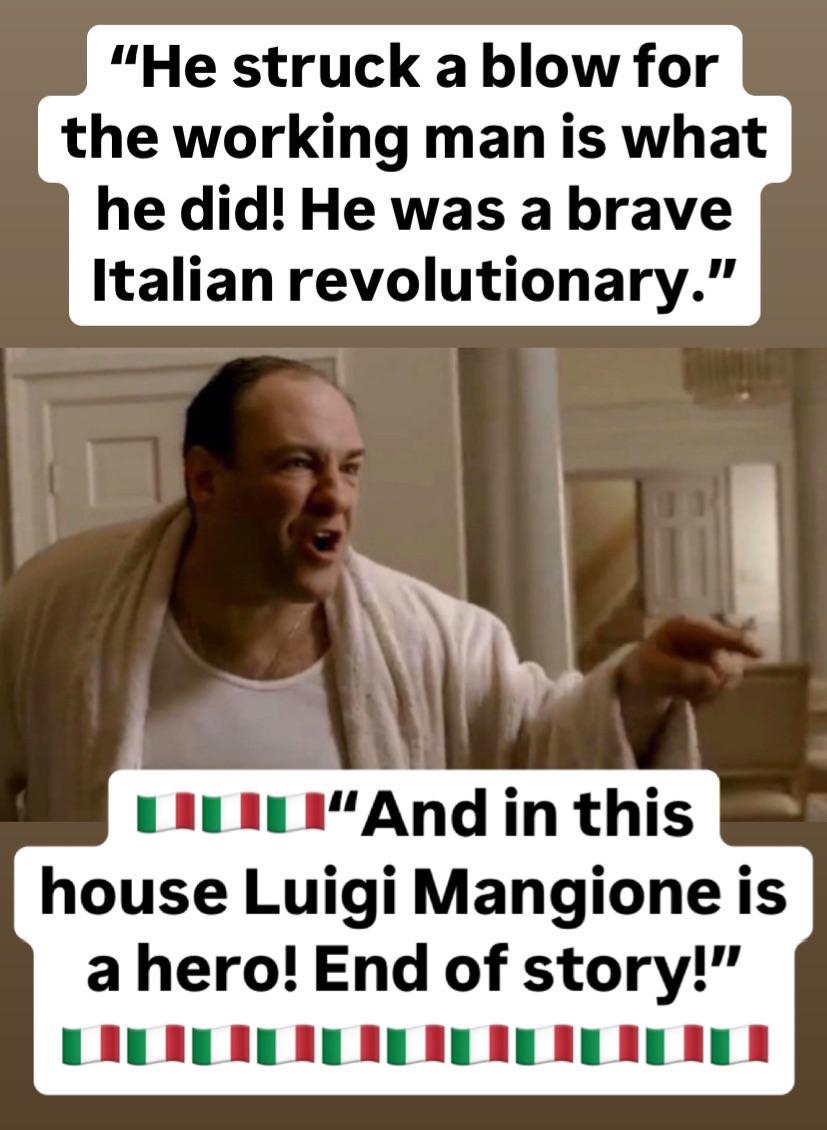 “He struck a blow for
the working man is what
he did! He was a brave
Italian revolutionary.”
🇮🇹🇮🇹🇮🇹“And in this
house Luigi Mangione is
a hero! End of story!”
🇮🇹🇮🇹🇮🇹🇮🇹🇮🇹🇮🇹🇮🇹🇮🇹🇮🇹🇮🇹🇮🇹